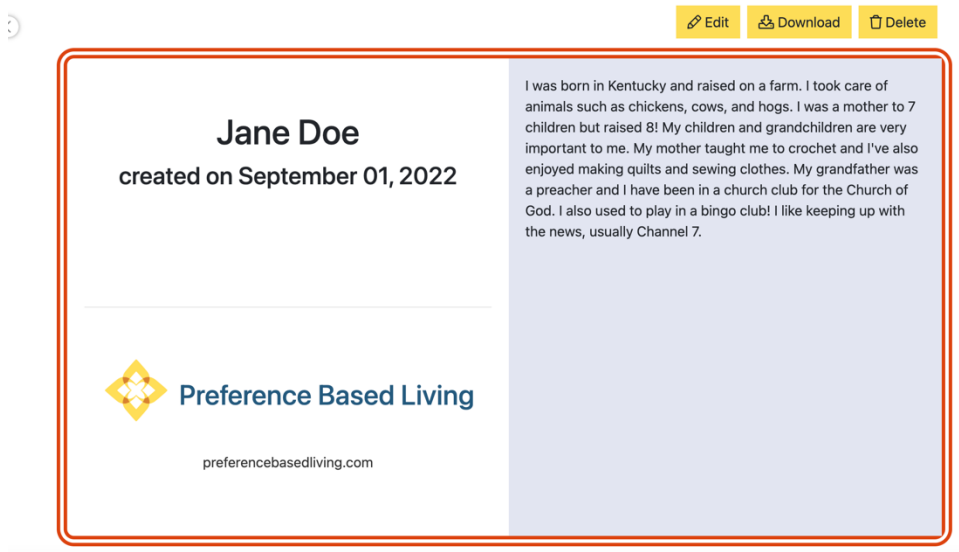 Edit Download Delete
Jane Doe
created on September 01, 2022
Preference Based Living
preferencebasedliving.com
I was born in Kentucky and raised on a farm. I took care of
animals such as chickens, cows, and hogs. I was a mother to 7
children but raised 8! My children and grandchildren are very
important to me. My mother taught me to crochet and I've also
enjoyed making quilts and sewing clothes. My grandfather was
a preacher and I have been in a church club for the Church of
God. I also used to play in a bingo club! I like keeping up with
the news, usually Channel 7.